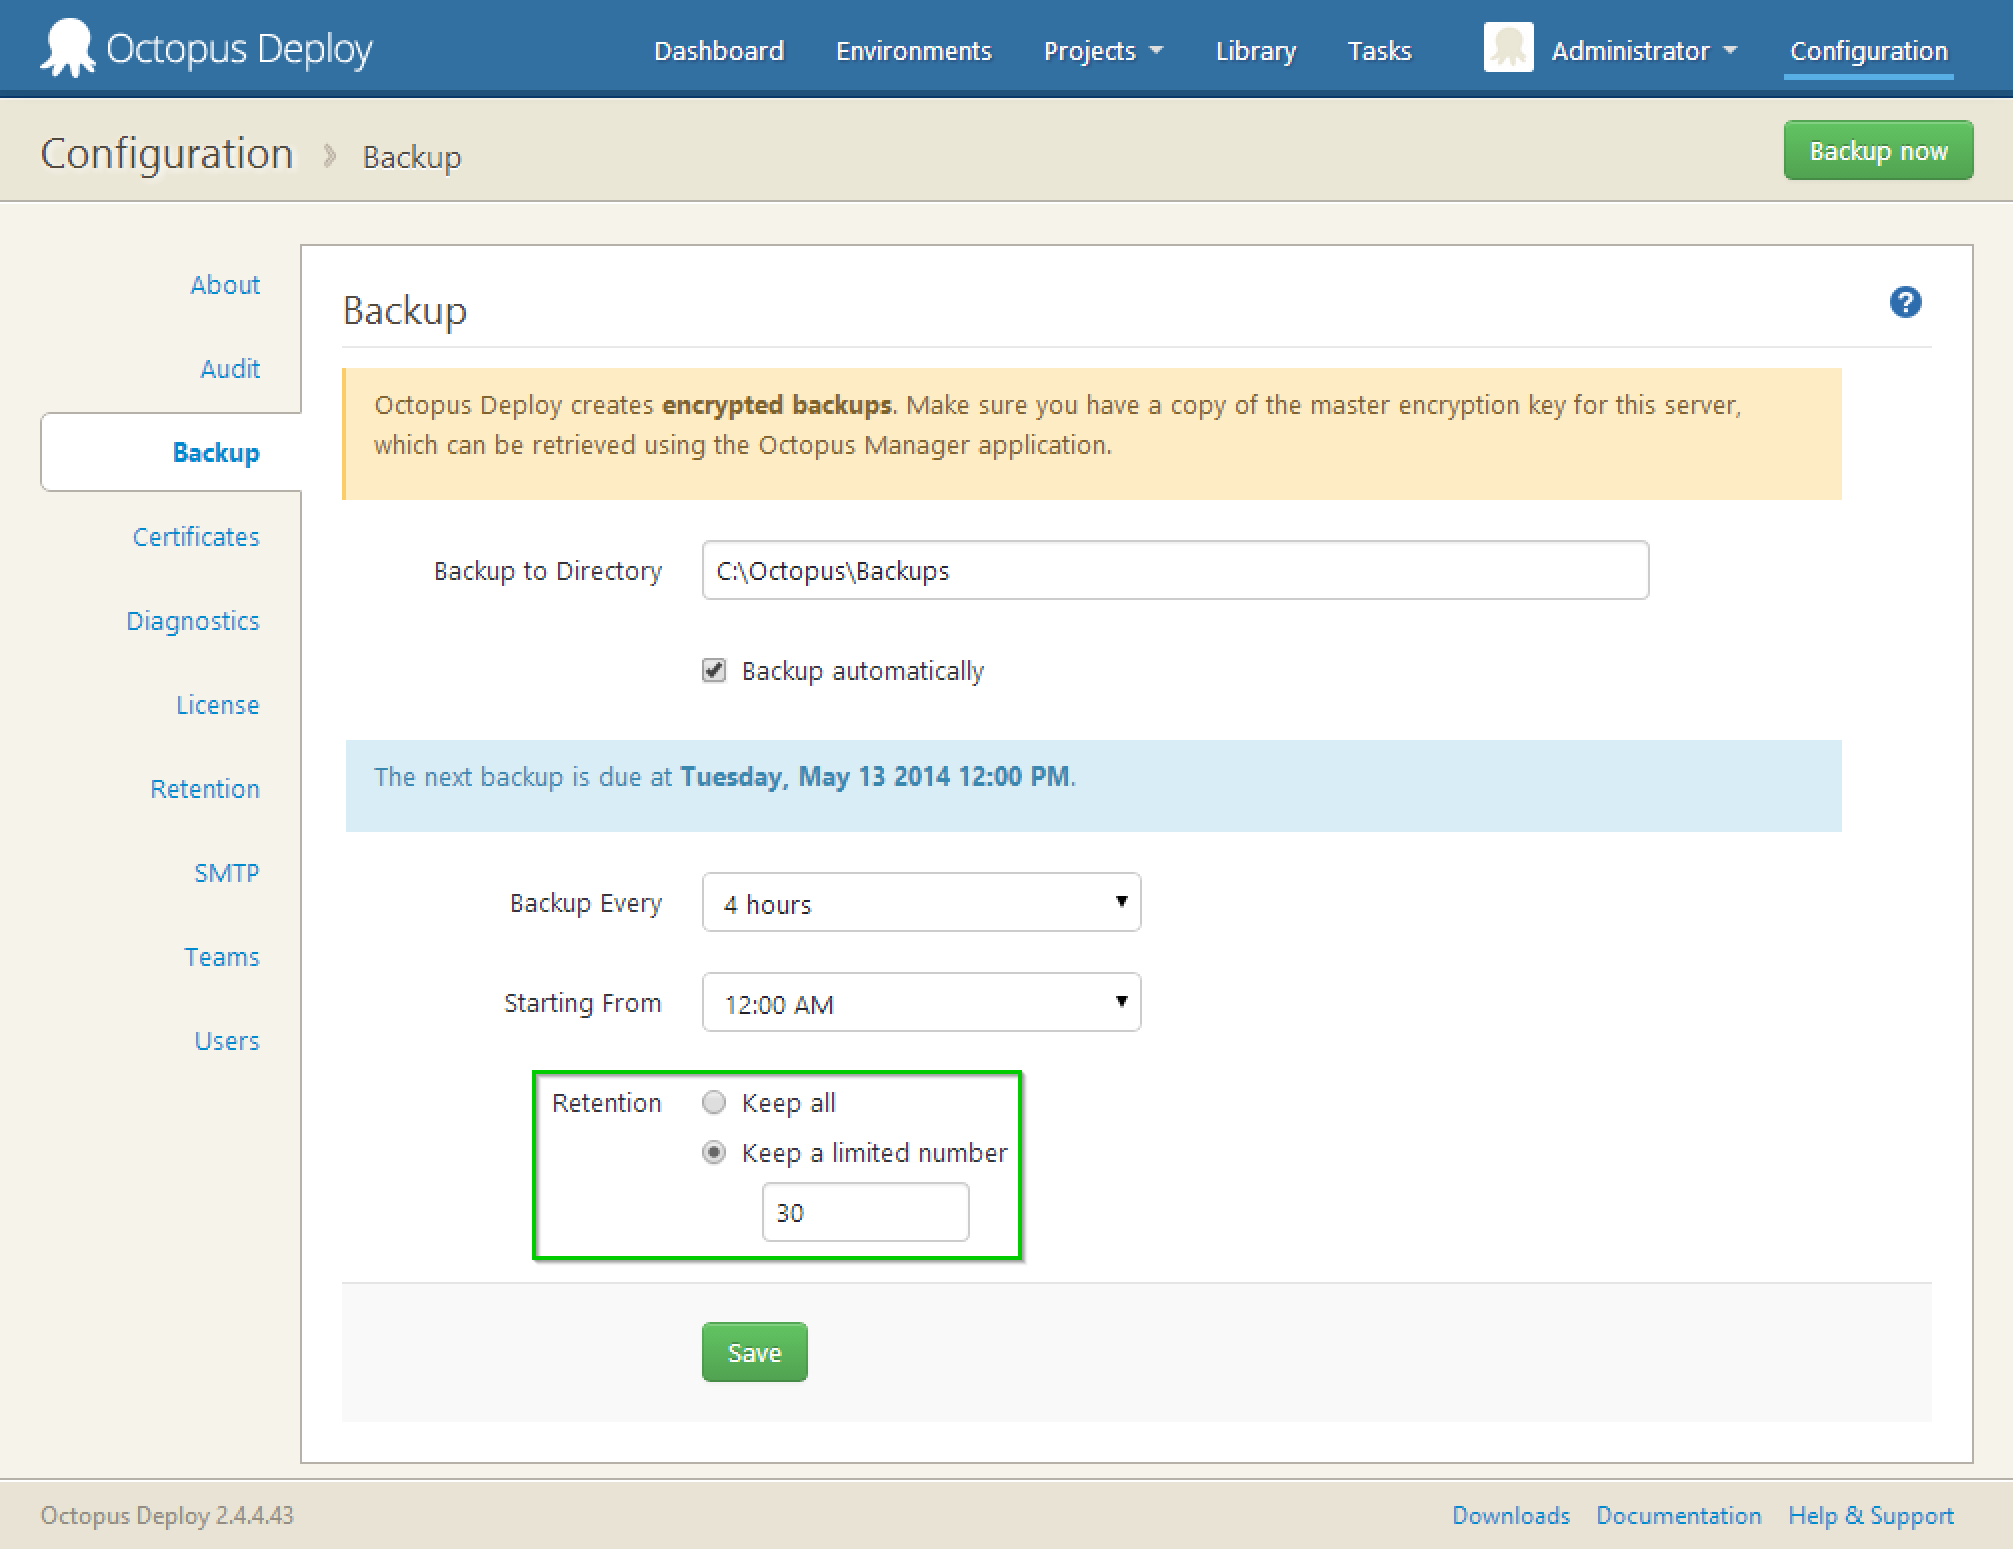 Octopus Deploy
Dashboard
Environments
Projects
Library
Tasks
Administrator
Configuration
Configuration
Backup
Backup now
About
Audit
Backup
Certificates
Diagnostics
License
Retention
SMTP
Teams
Users
Backup
?
Octopus Deploy creates encrypted backups. Make sure you have a copy of the master encryption key for this server,
which can be retrieved using the Octopus Manager application.
Backup to Directory
C:\Octopus\Backups
Backup automatically
The next backup is due at Tuesday, May 13 2014 12:00 PM.
Backup Every
4 hours
Starting From
12:00 AM
Retention
Keep all
Keep a limited number
30
Save
Octopus Deploy 2.4.4.43
Downloads
Documentation
Help & Support